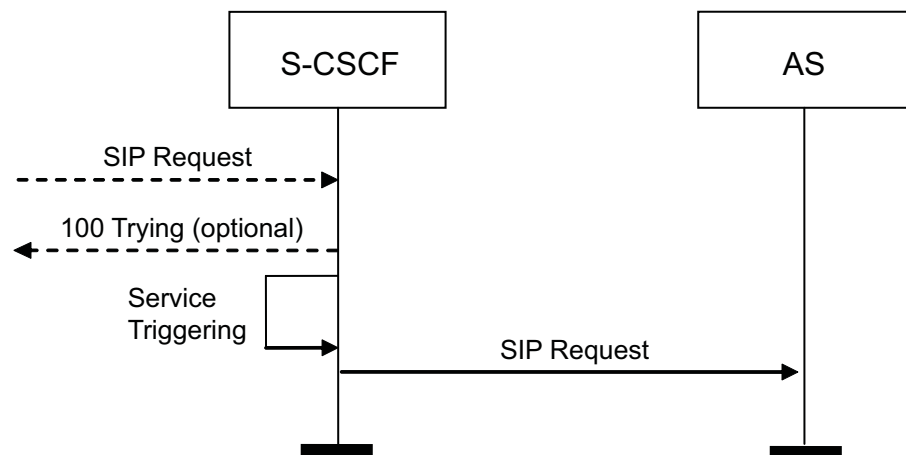 S-CSCF
AS
SIP Request
100 Trying (optional)
Service
Triggering
SIP Request